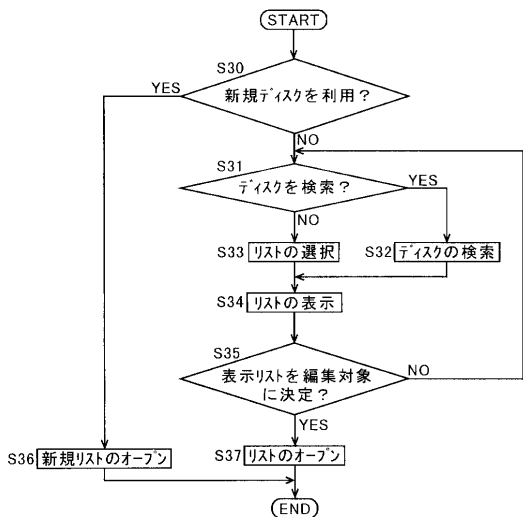 START
S30
新規ディスクを利用？
YES
NO
S31
ディスクを検索？
YES
NO
S33 リストの選択
S32 ディスクの検索
S34 リストの表示
S35
表示リストを編集対象
に決定？
NO
YES
S36 新規リストのオープン
S37 リストのオープン
END